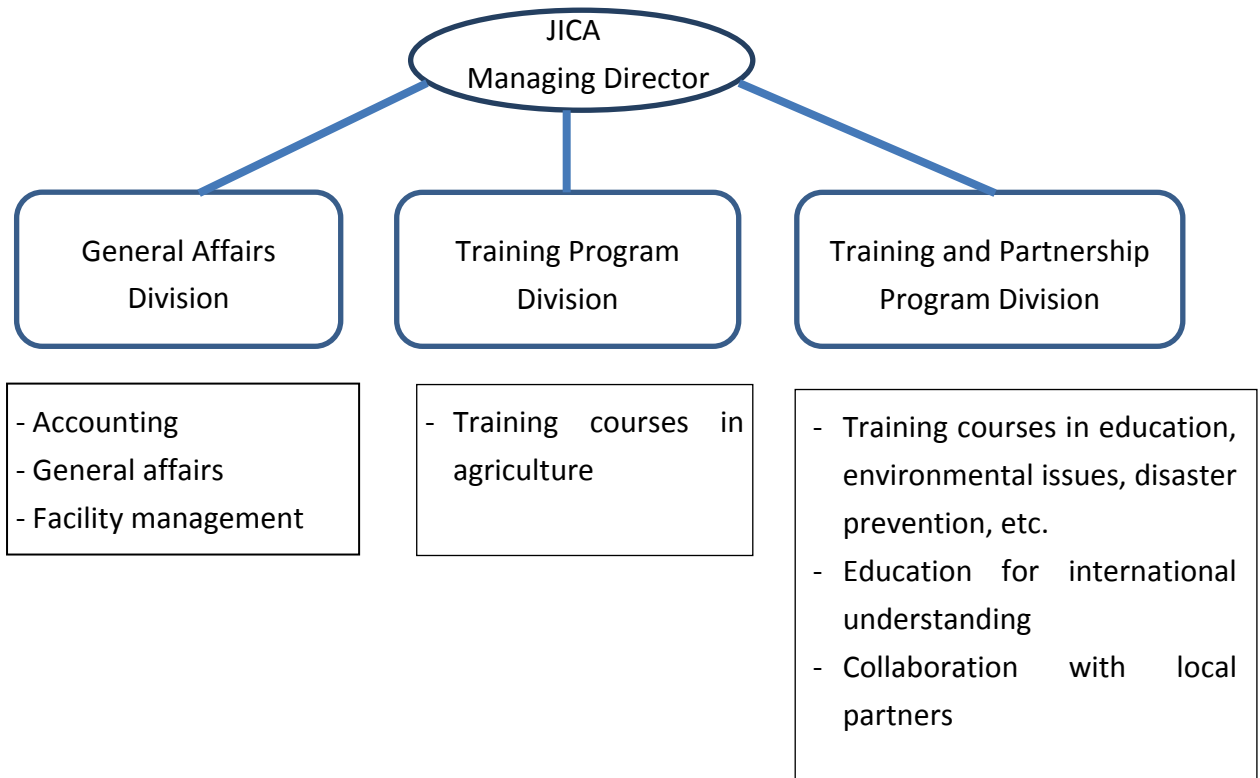 JICA
Managing Director
General Affairs
Division
Training Program
Division
Training and Partnership
Program Division
- Accounting
- General affairs
- Facility management
- Training courses in
agriculture
- Training courses in education,
environmental issues, disaster
prevention, etc.
- Education for international
understanding
- Collaboration with local
partners